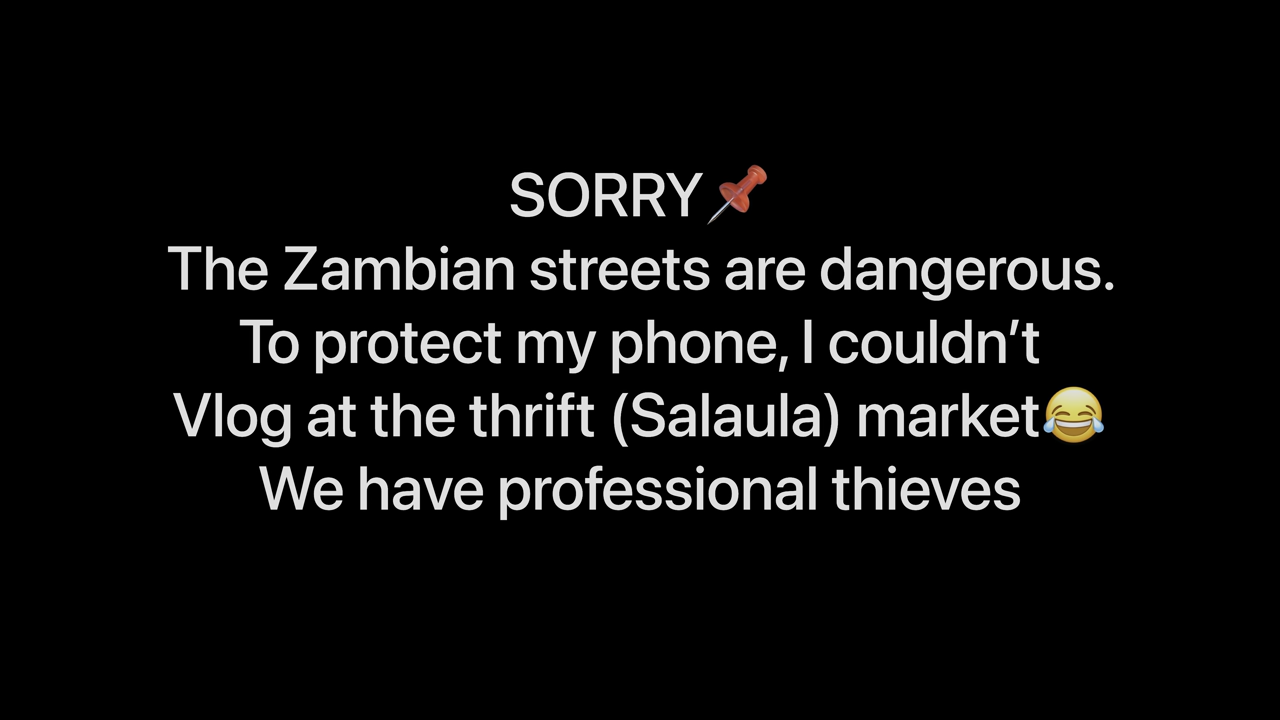 SORRY📌
The Zambian streets are dangerous.
To protect my phone, I couldn’t
Vlog at the thrift (Salaula) market😂
We have professional thieves